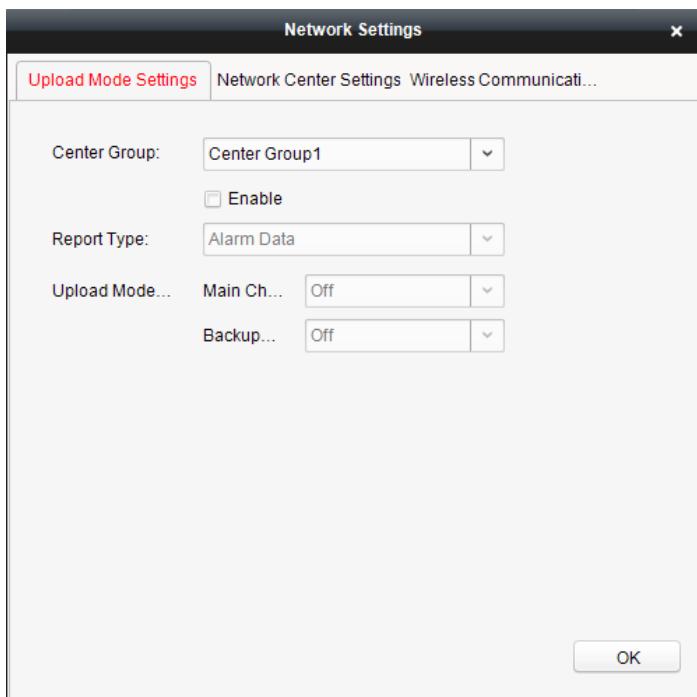 Network Settings
Upload Mode Settings Network Center Settings Wireless Communicati...
Center Group: Center Group1
Enable
Report Type: Alarm Data
Upload Mode... Main Ch... Off
Backup... Off
OK